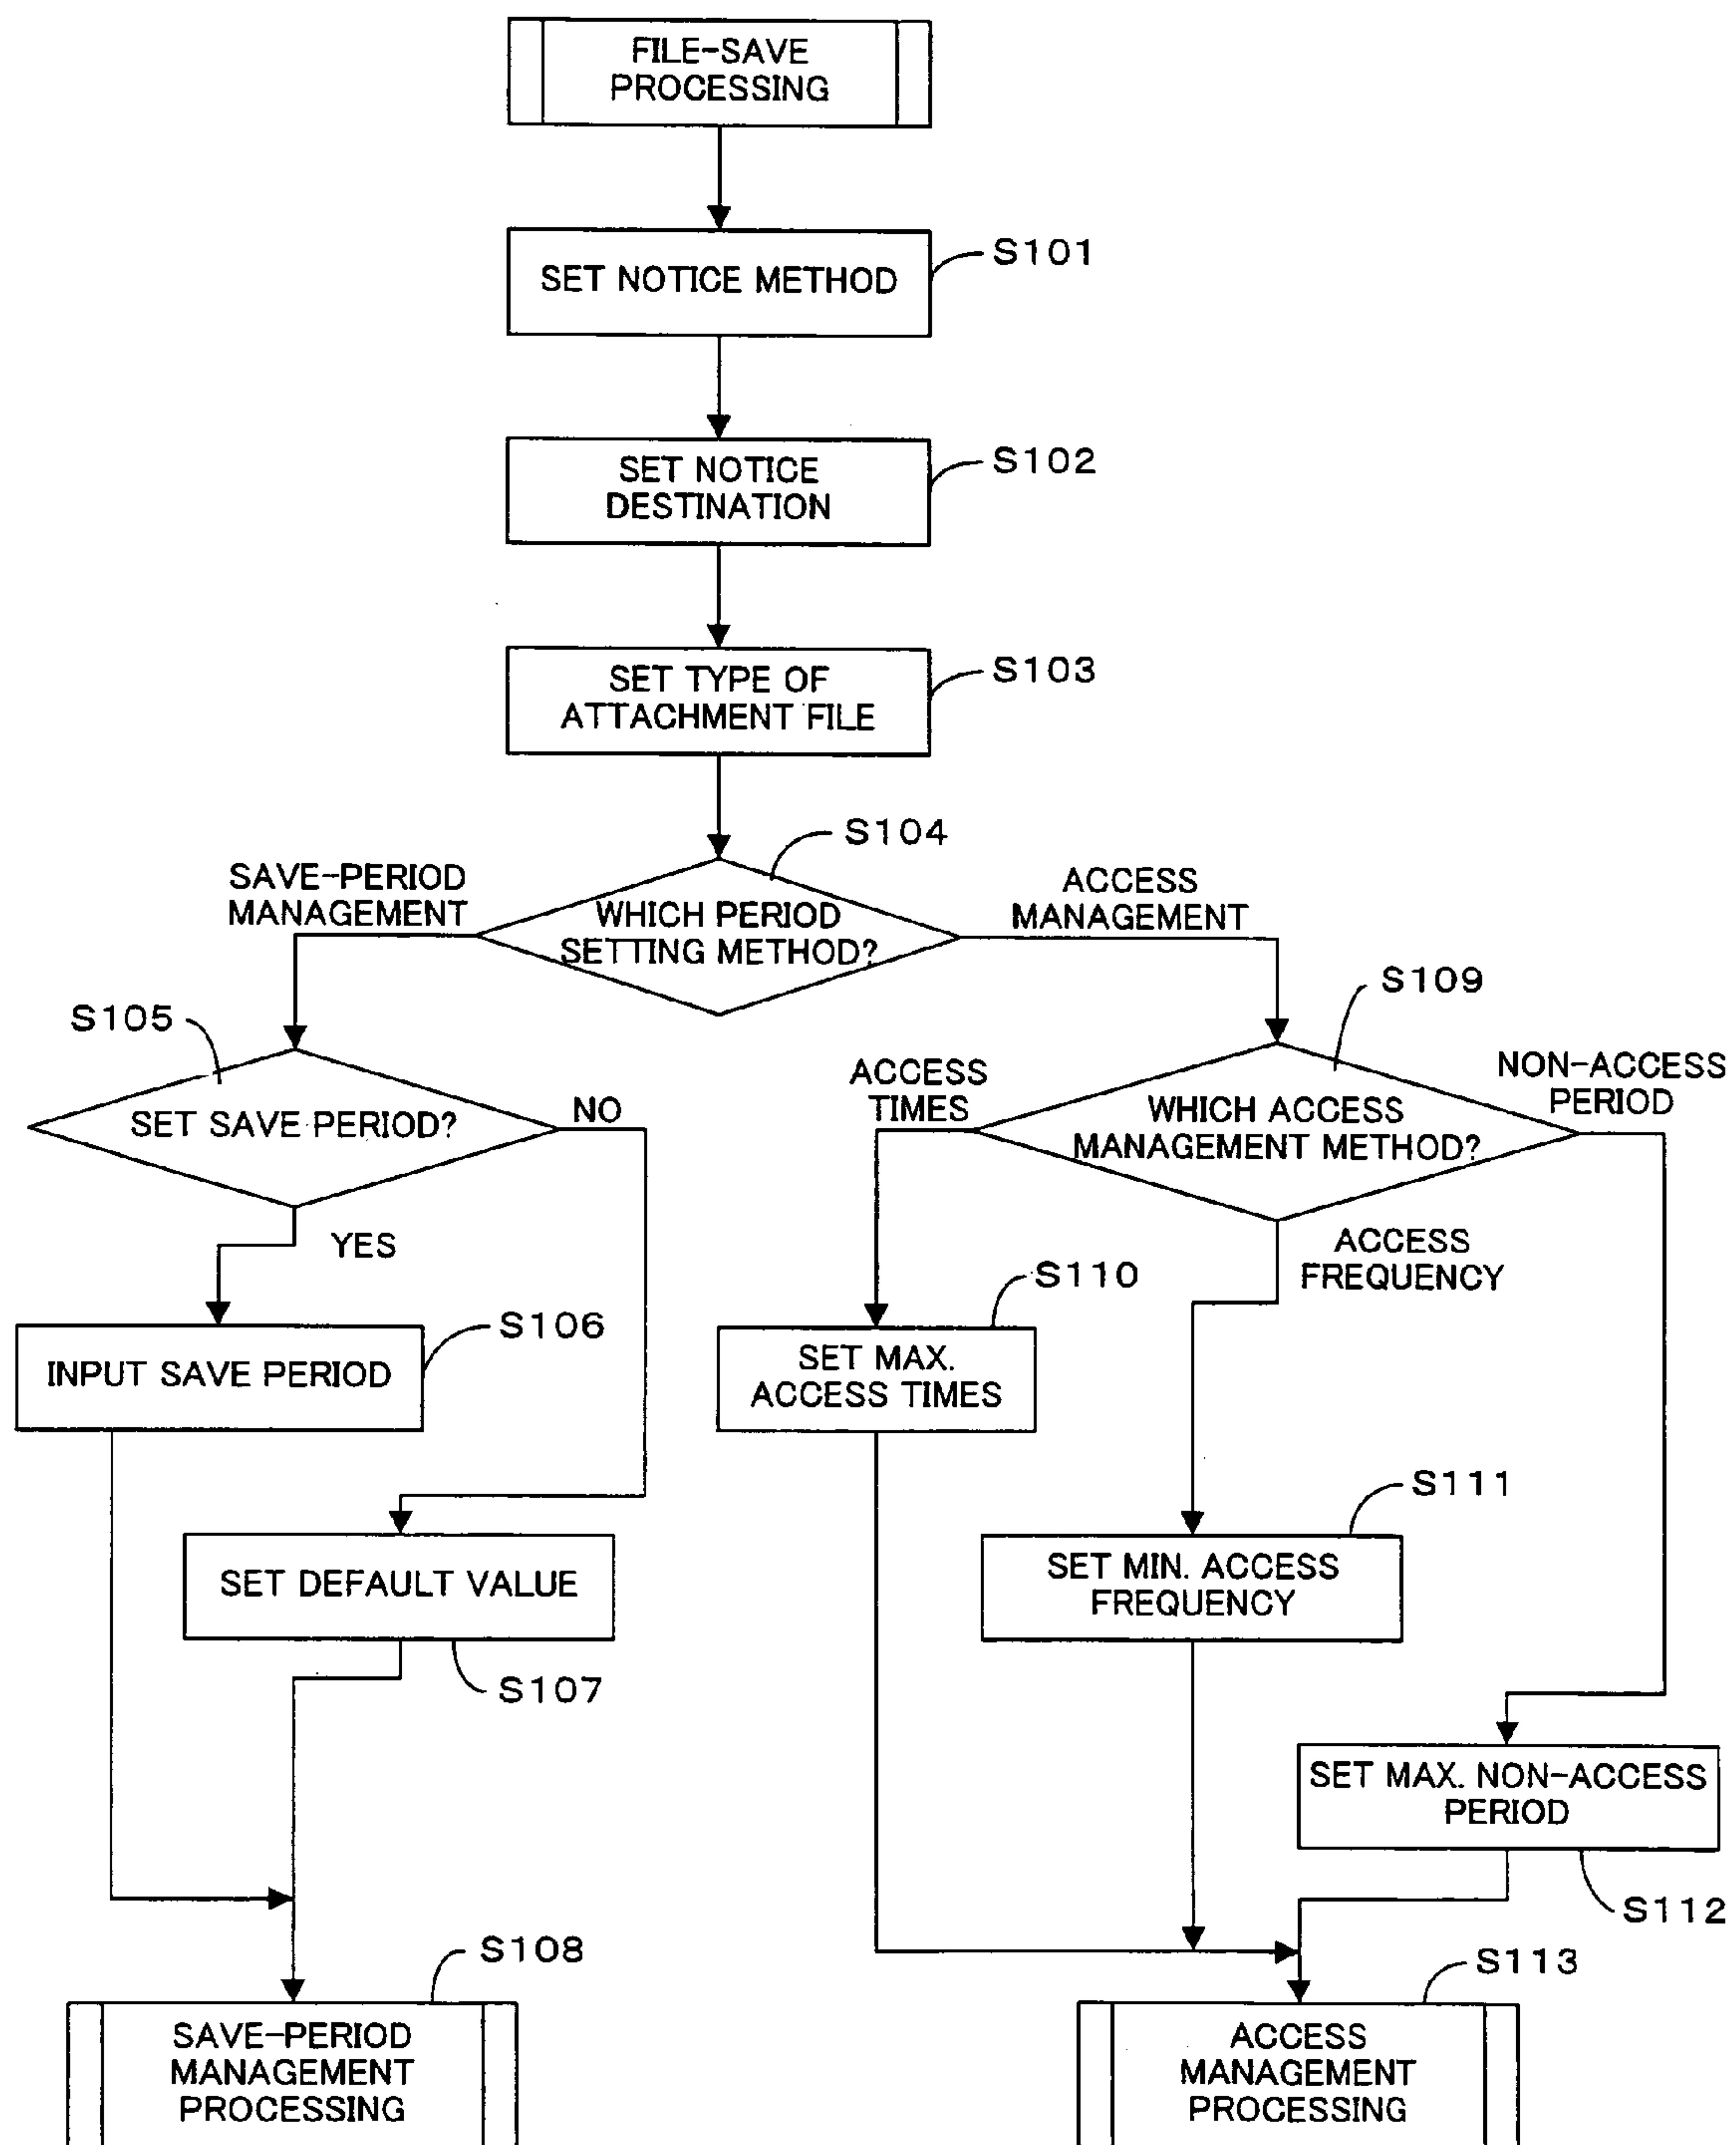 FILE-SAVE
PROCESSING
S101
SET NOTICE METHOD
S102
SET NOTICE
DESTINATION
S103
SET TYPE OF
ATTACHMENT FILE
S104
SAVE-PERIOD
MANAGEMENT
WHICH PERIOD
SETTING METHOD?
ACCESS
MANAGEMENT
S105
SET SAVE PERIOD?
NO
YES
S109
ACCESS
TIMES
WHICH ACCESS
MANAGEMENT METHOD?
NON-ACCESS
PERIOD
ACCESS
FREQUENCY
S106
INPUT SAVE PERIOD
S110
SET MAX.
ACCESS TIMES
S107
SET DEFAULT VALUE
S111
SET MIN. ACCESS
FREQUENCY
SET MAX. NON-ACCESS
PERIOD
S112
S108
SAVE-PERIOD
MANAGEMENT
PROCESSING
S113
ACCESS
MANAGEMENT
PROCESSING